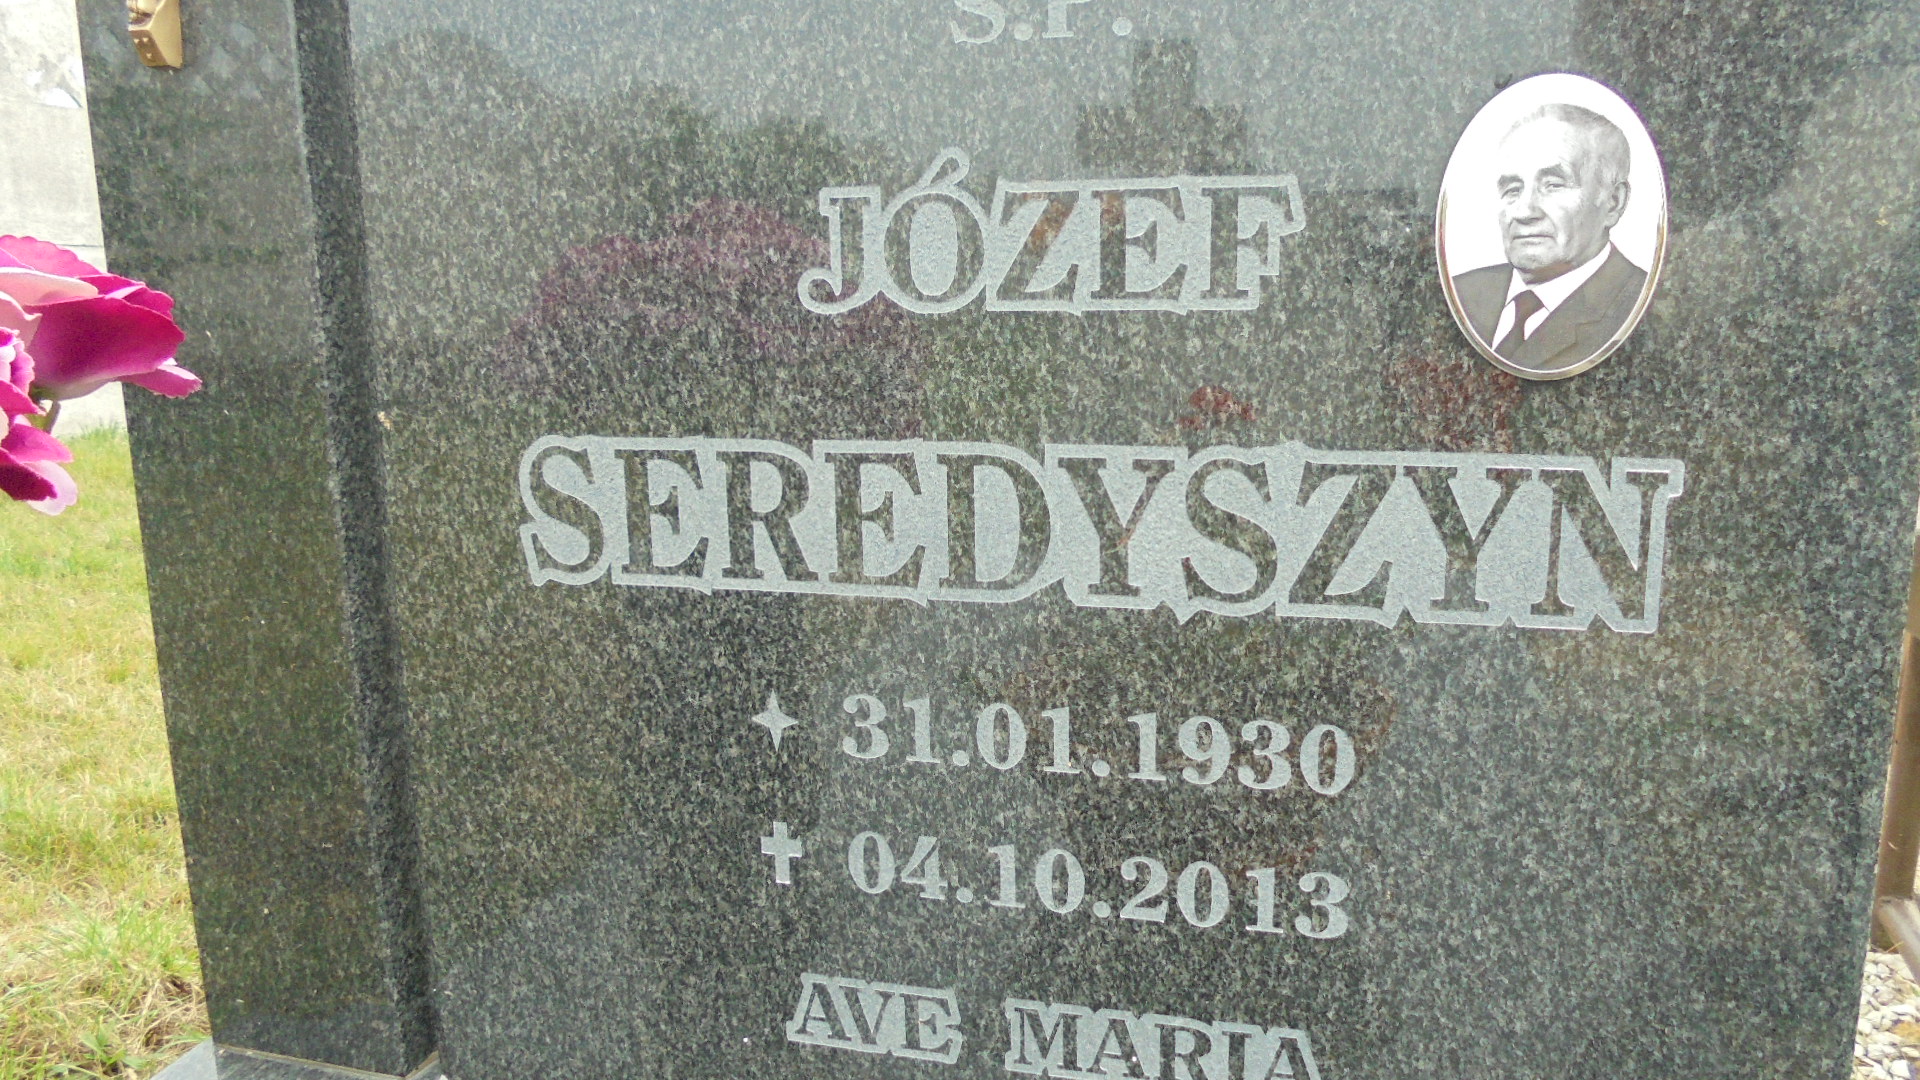 Ś.P.
JÓZEF
SEREDYSZYN
31.01.1930
04.10.2013
AVE MARIA